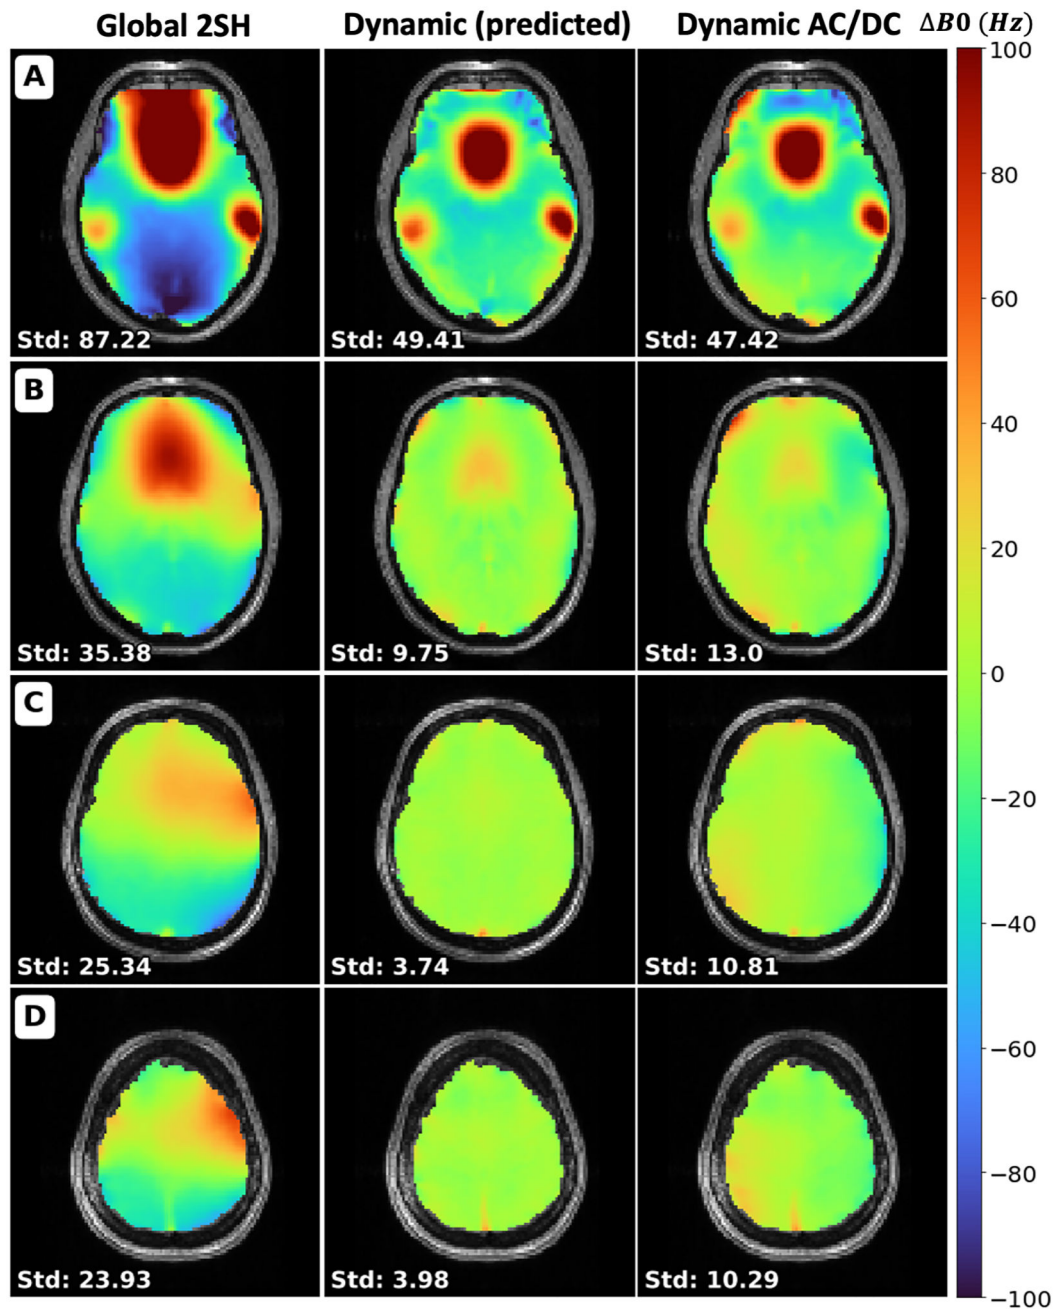 Global 2SH Dynamic (predicted) Dynamic AC/DC ΔB0 (Hz)
A
100
80
60
40
20
0
−20
−40
−60
−80
−100
Std: 87.22 Std: 49.41 Std: 47.42
B
Std: 35.38 Std: 9.75 Std: 13.0
C
Std: 25.34 Std: 3.74 Std: 10.81
D
Std: 23.93 Std: 3.98 Std: 10.29